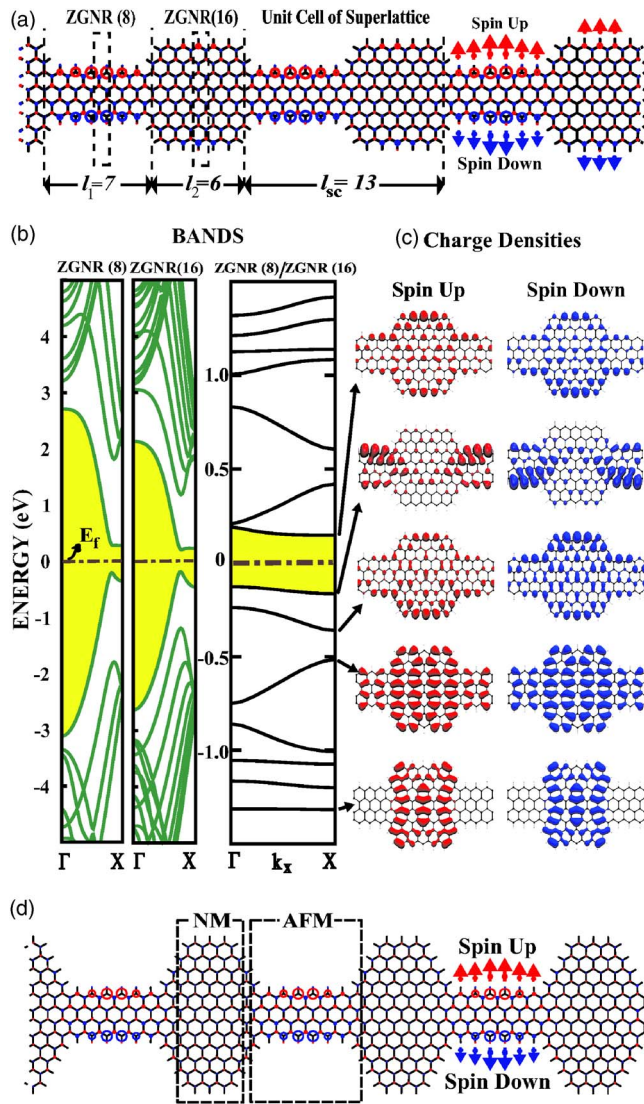 (a)
ZGNR (8)
ZGNR(16)
Unit Cell of Superlattice
Spin Up
Spin Down
l1=7
l2=6
lsc= 13
(b)
BANDS
(c)
Charge Densities
ZGNR (8)
ZGNR(16)
ZGNR (8)/ZGNR (16)
Spin Up
Spin Down
ENERGY (eV)
4
3
2
1
0
-1
-2
-3
-4
Ef
1.0
0.5
0
-0.5
-1.0
Γ
X
Γ
X
Γ
kx
X
(d)
NM
AFM
Spin Up
Spin Down